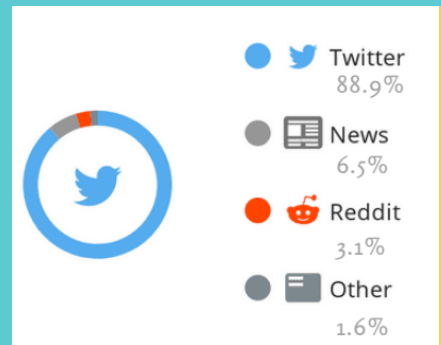 Twitter
88.9%
News
6.5%
Reddit
3.1%
Other
1.6%